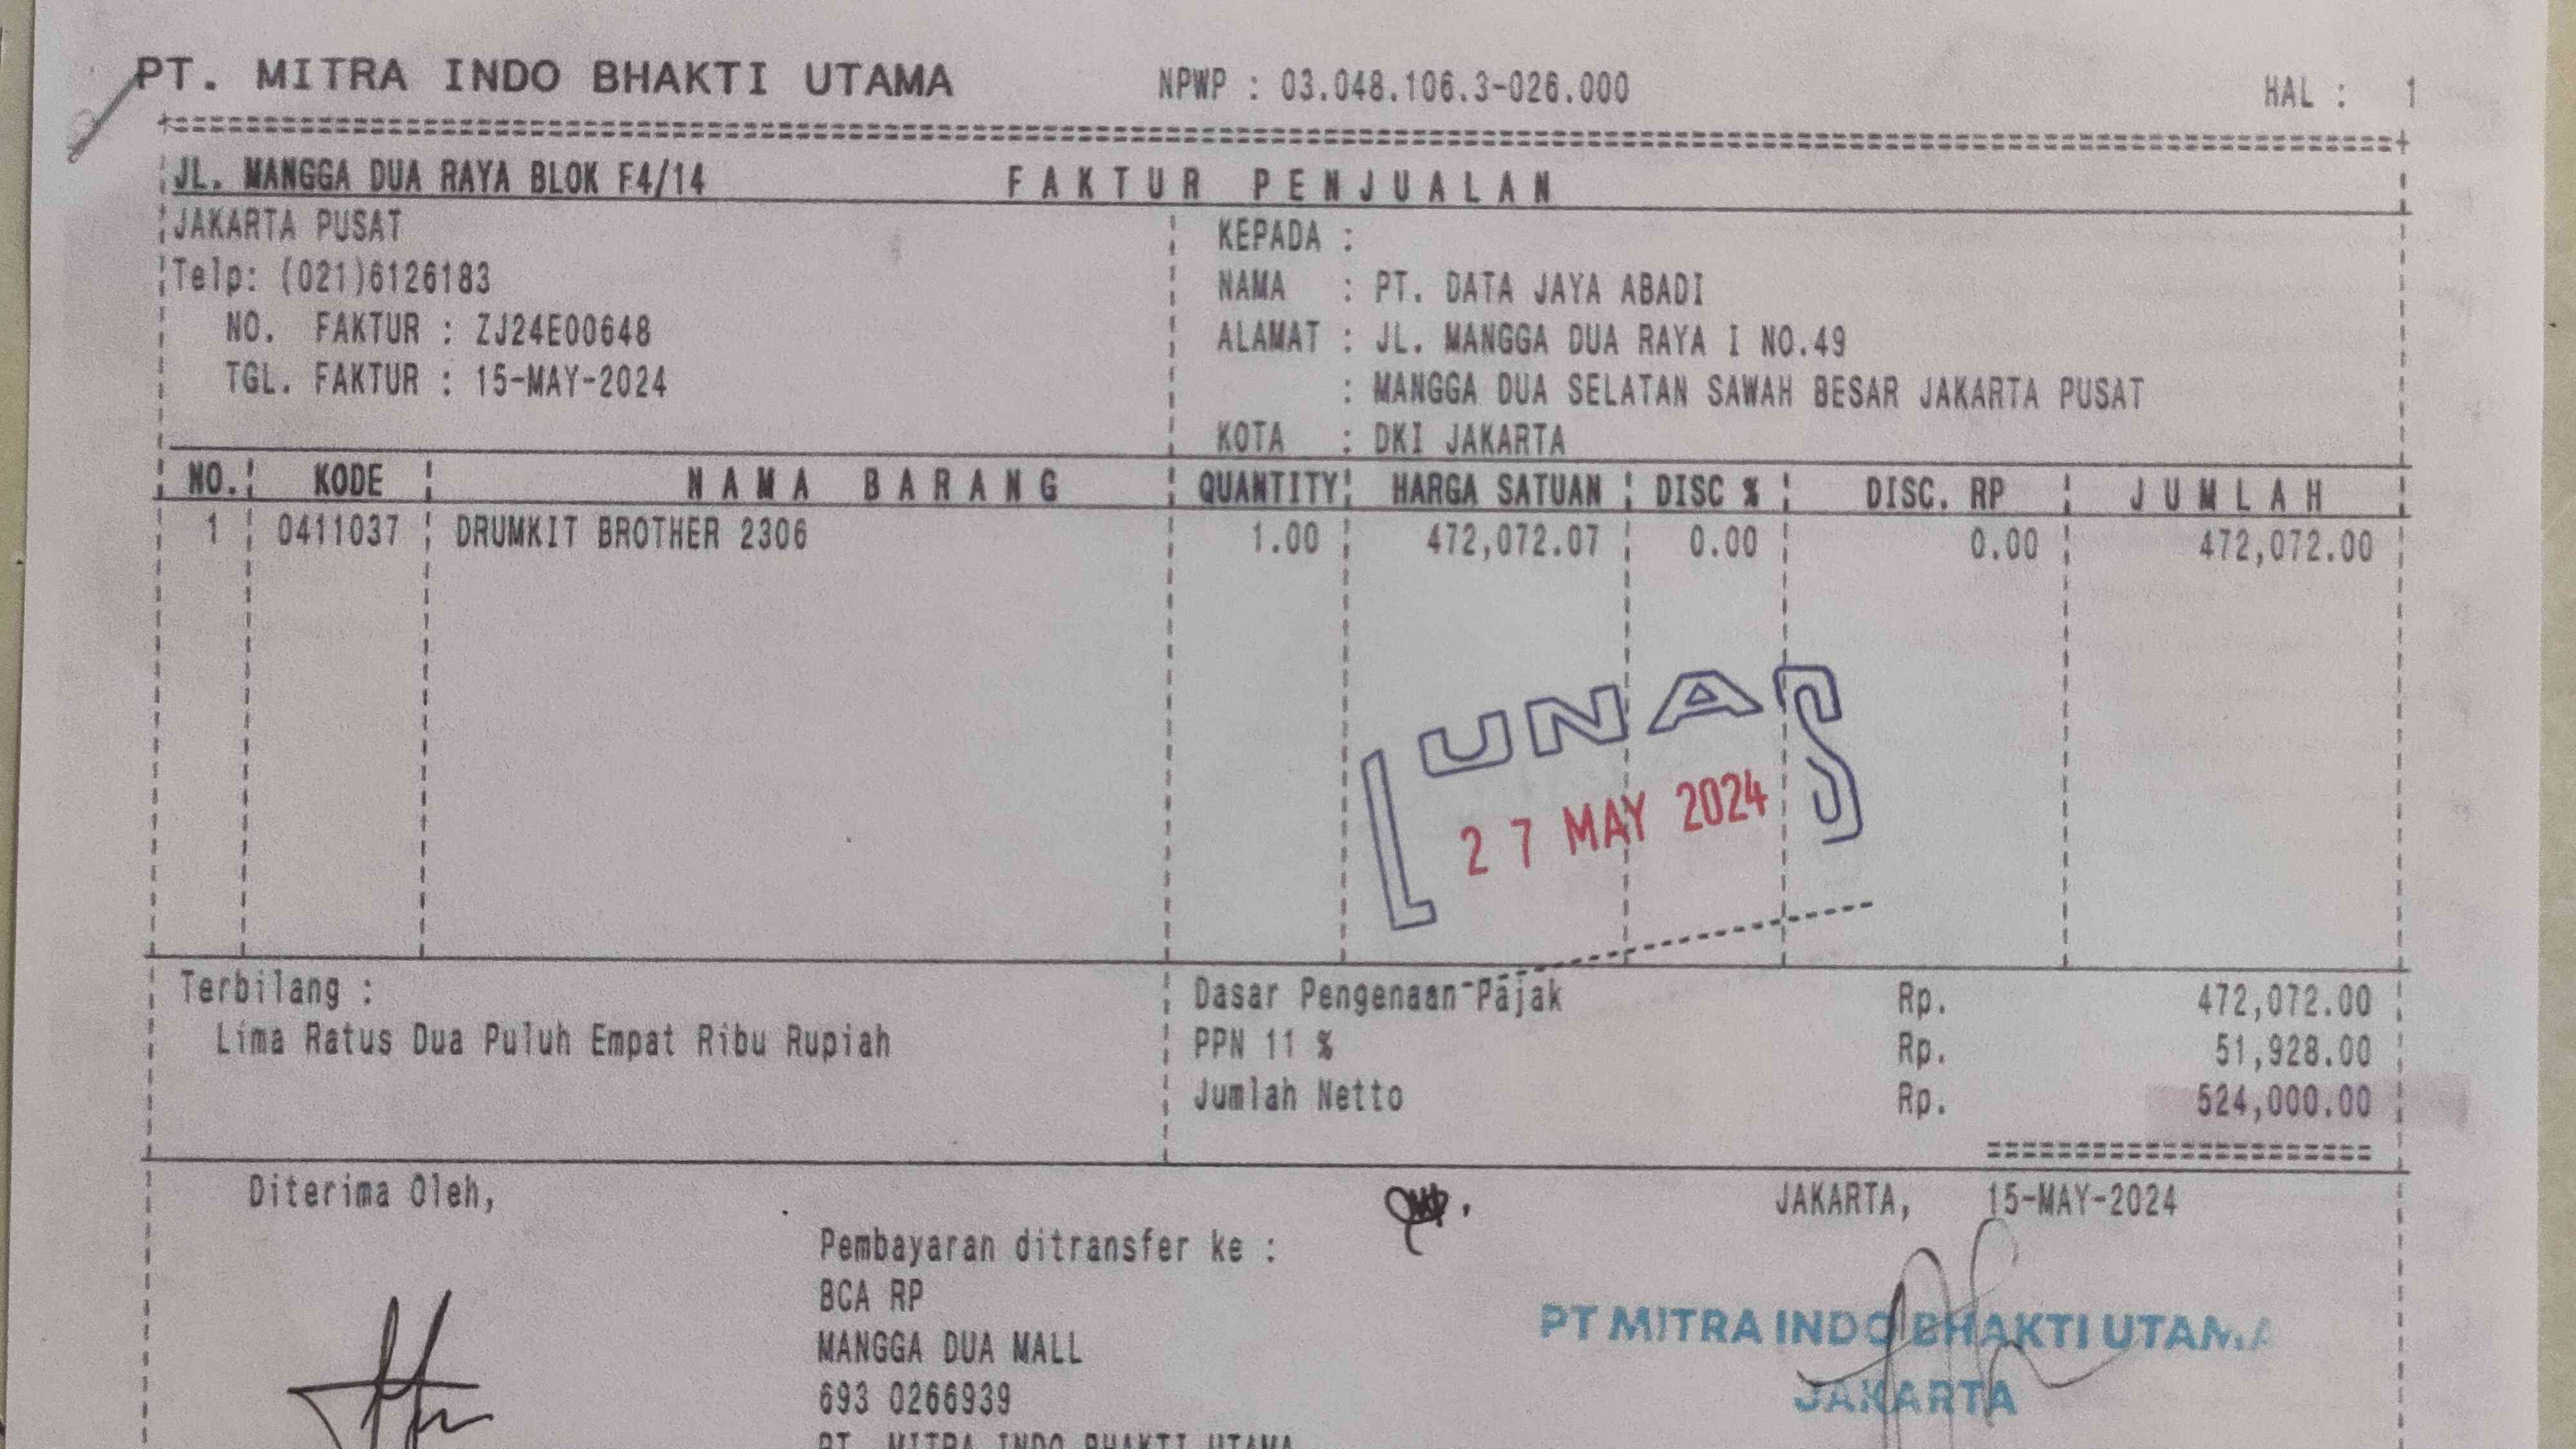 PT. MITRA INDO BHAKTI UTAMA NPWP : 03.048.106.3-026.000 HAL : 1
JL. MANGGA DUA RAYA BLOK F4/14 FAKTUR PENJUALAN
JAKARTA PUSAT KEPADA :
Telp: (021)6126183 NAMA : PT. DATA JAYA ABADI
NO. FAKTUR : ZJ24E00648 ALAMAT : JL. MANGGA DUA RAYA I NO.49
TGL. FAKTUR : 15-MAY-2024 : MANGGA DUA SELATAN SAWAH BESAR JAKARTA PUSAT
KOTA : DKI JAKARTA
NO. KODE NAMA BARANG QUANTITY HARGA SATUAN DISC % DISC. RP JUMLAH
1 0411037 DRUMKIT BROTHER 2306 1.00 472,072.07 0.00 0.00 472,072.00
LUNAS
27 MAY 2024
Terbilang : Dasar Pengenaan Pajak Rp. 472,072.00
Lima Ratus Dua Puluh Empat Ribu Rupiah PPN 11 % Rp. 51,928.00
Jumlah Netto Rp. 524,000.00
Diterima Oleh, JAKARTA, 15-MAY-2024
Pembayaran ditransfer ke :
BCA RP
MANGGA DUA MALL
693 0266939
PT. MITRA INDO BHAKTI UTAMA
PT MITRA INDO BHAKTI UTAMA
JAKARTA